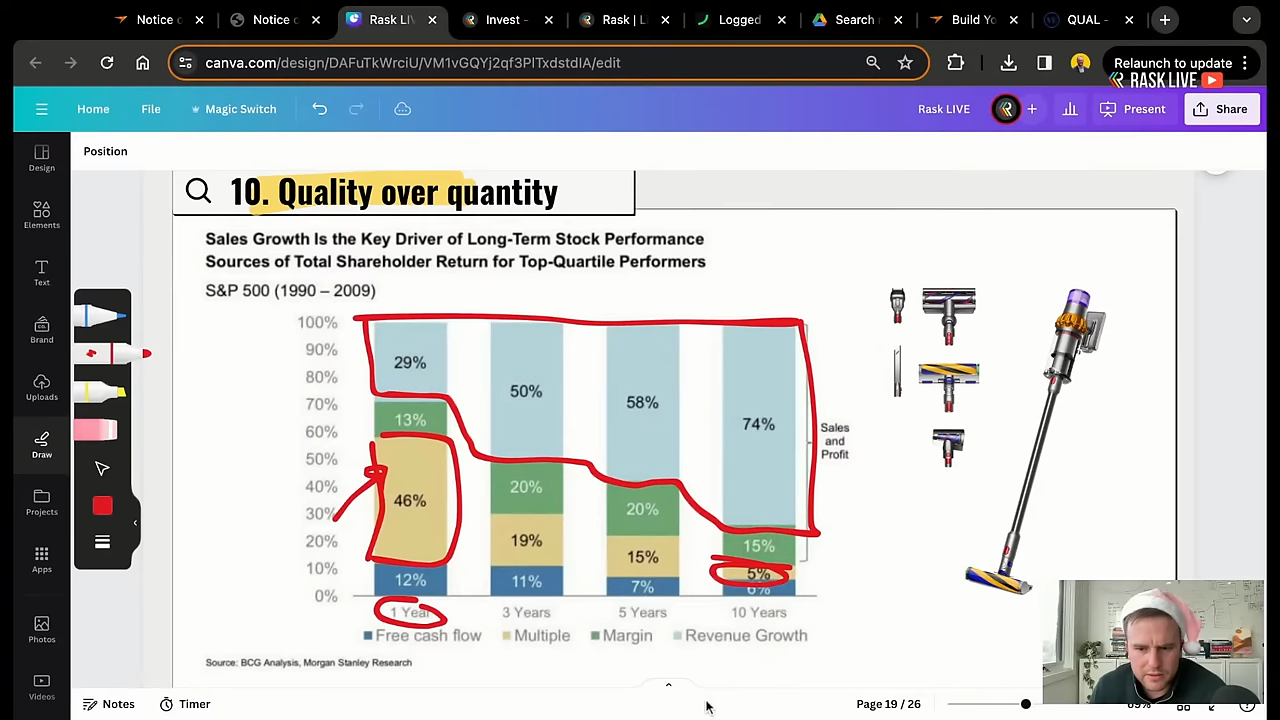 Notice o
Notice o
Rask LI
Invest -
Rask | L
Logged
Search
Build Yo
QUAL -
canva.com/design/DAFuTkWrciU/VM1vGQYj2qf3PITxdstdIA/edit
Relaunch to update
RASK LIVE
Home
File
Magic Switch
Rask LIVE
Present
Share
Position
Design
Elements
Text
Brand
Uploads
Draw
Projects
Apps
Photos
Videos
10. Quality over quantity
Sales Growth Is the Key Driver of Long-Term Stock Performance
Sources of Total Shareholder Return for Top-Quartile Performers
S&P 500 (1990 – 2009)
100%
90%
80%
70%
60%
50%
40%
30%
20%
10%
0%
29%
50%
58%
74%
13%
20%
20%
15%
46%
19%
15%
5%
12%
11%
7%
6%
Sales
and
Profit
1 Year
3 Years
5 Years
10 Years
Free cash flow
Multiple
Margin
Revenue Growth
Source: BCG Analysis, Morgan Stanley Research
Notes
Timer
Page 19 / 26